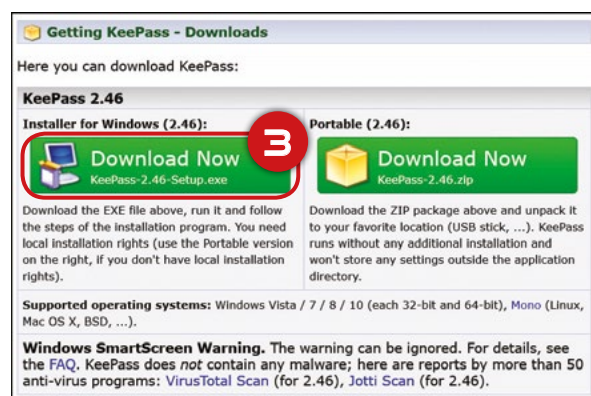 Getting KeePass - Downloads
Here you can download KeePass:
KeePass 2.46
Installer for Windows (2.46):
3
Download Now
KeePass-2.46-Setup.exe
Download the EXE file above, run it and follow
the steps of the installation program. You need
local installation rights (use the Portable version
on the right, if you don't have local installation
rights).
Portable (2.46):
Download Now
KeePass-2.46.zip
Download the ZIP package above and unpack it
to your favorite location (USB stick, ...). KeePass
runs without any additional installation and
won't store any settings outside the application
directory.
Supported operating systems: Windows Vista / 7 / 8 / 10 (each 32-bit and 64-bit), Mono (Linux,
Mac OS X, BSD, ...).
Windows SmartScreen Warning. The warning can be ignored. For details, see
the FAQ. KeePass does not contain any malware; here are reports by more than 50
anti-virus programs: VirusTotal Scan (for 2.46), Jotti Scan (for 2.46).